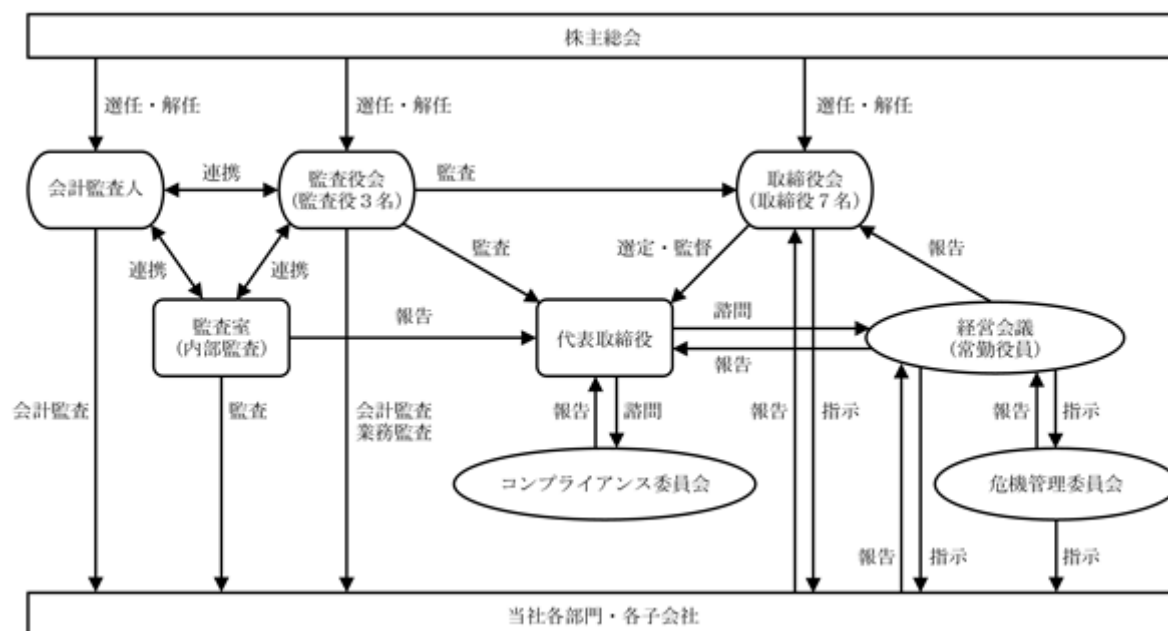 株主総会
選任・解任
選任・解任
選任・解任
会計監査人
連携
監査役会
(監査役3名)
監査
取締役会
(取締役7名)
連携
連携
監査
選定・監督
報告
監査室
(内部監査)
報告
代表取締役
諮問
報告
経営会議
(常勤役員)
会計監査
監査
会計監査
業務監査
報告
諮問
報告
指示
報告
指示
コンプライアンス委員会
危機管理委員会
報告
指示
指示
当社各部門・各子会社